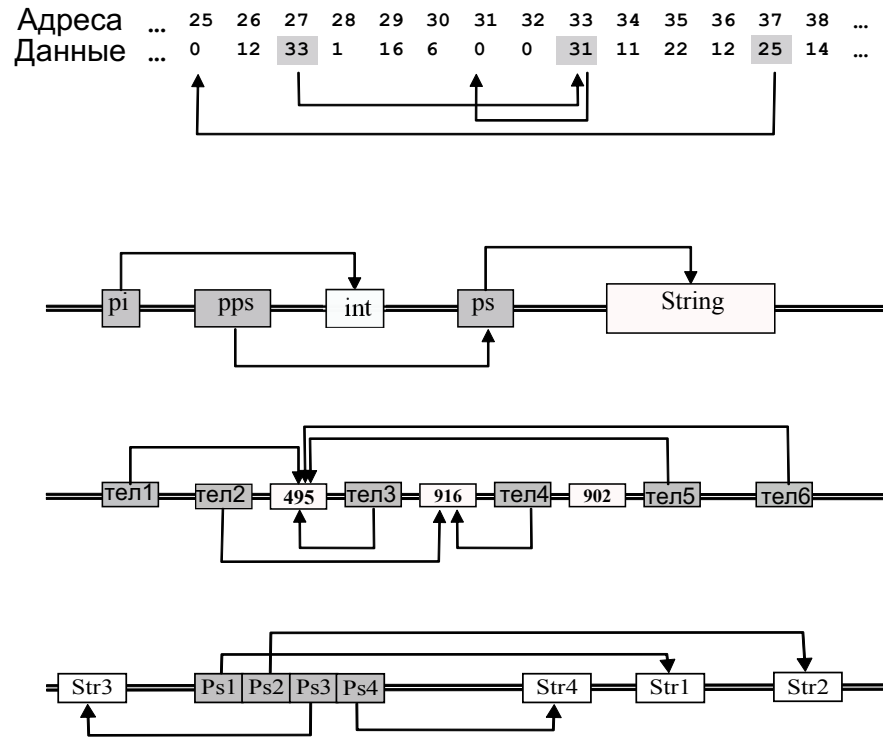 Адреса ... 25 26 27 28 29 30 31 32 33 34 35 36 37 38 ...
Данные ... 0 12 33 1 16 6 0 0 31 11 22 12 25 14 ...
pi pps int ps String
тел1 тел2 495 тел3 916 тел4 902 тел5 тел6
Str3 Ps1 Ps2 Ps3 Ps4 Str4 Str1 Str2